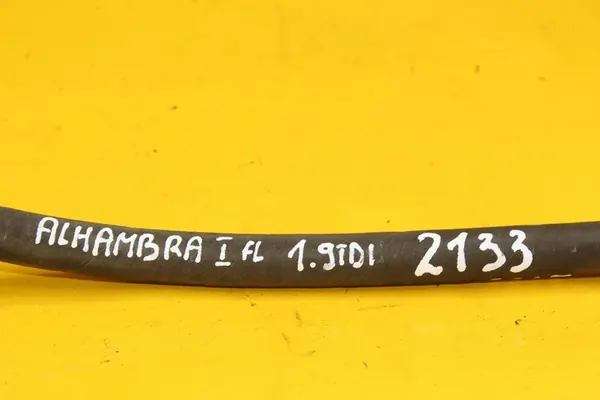 ALHAMBRA I FL 1.9TDI 2133